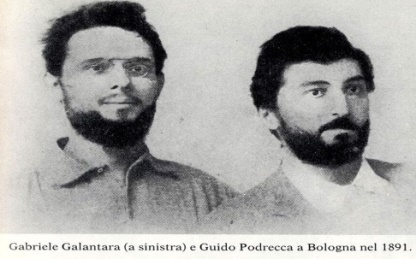 Gabriele Galantara (a sinistra) e Guido Podrecca a Bologna nel 1891.